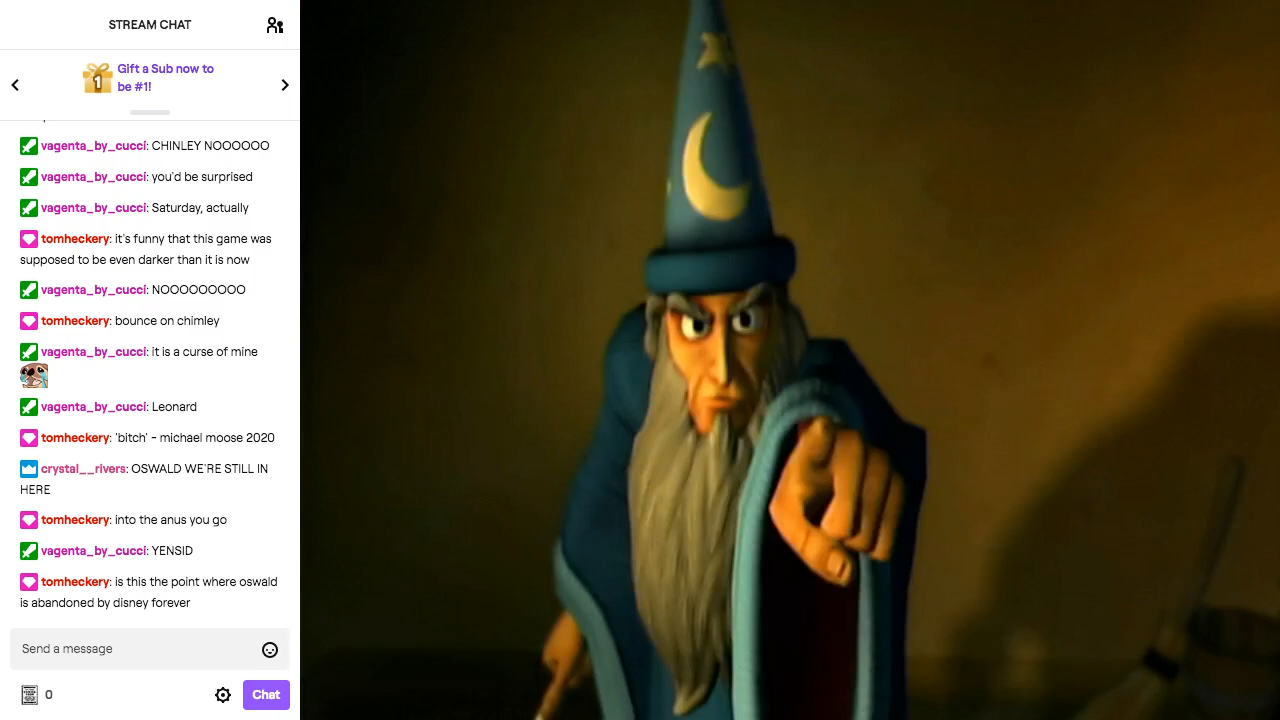 STREAM CHAT
Gift a Sub now to
be #1!
1
vagenta_by_cucci: CHINLEY NOOOOOO
vagenta_by_cucci: you'd be surprised
vagenta_by_cucci: Saturday, actually
tomheckery: it's funny that this game was
supposed to be even darker than it is now
vagenta_by_cucci: NOOOOOOOOO
tomheckery: bounce on chimley
vagenta_by_cucci: it is a curse of mine
vagenta_by_cucci: Leonard
tomheckery: 'bitch' - michael moose 2020
crystal__rivers: OSWALD WE'RE STILL IN
HERE
tomheckery: into the anus you go
vagenta_by_cucci: YENSID
tomheckery: is this the point where oswald
is abandoned by disney forever
Send a message
0
Chat